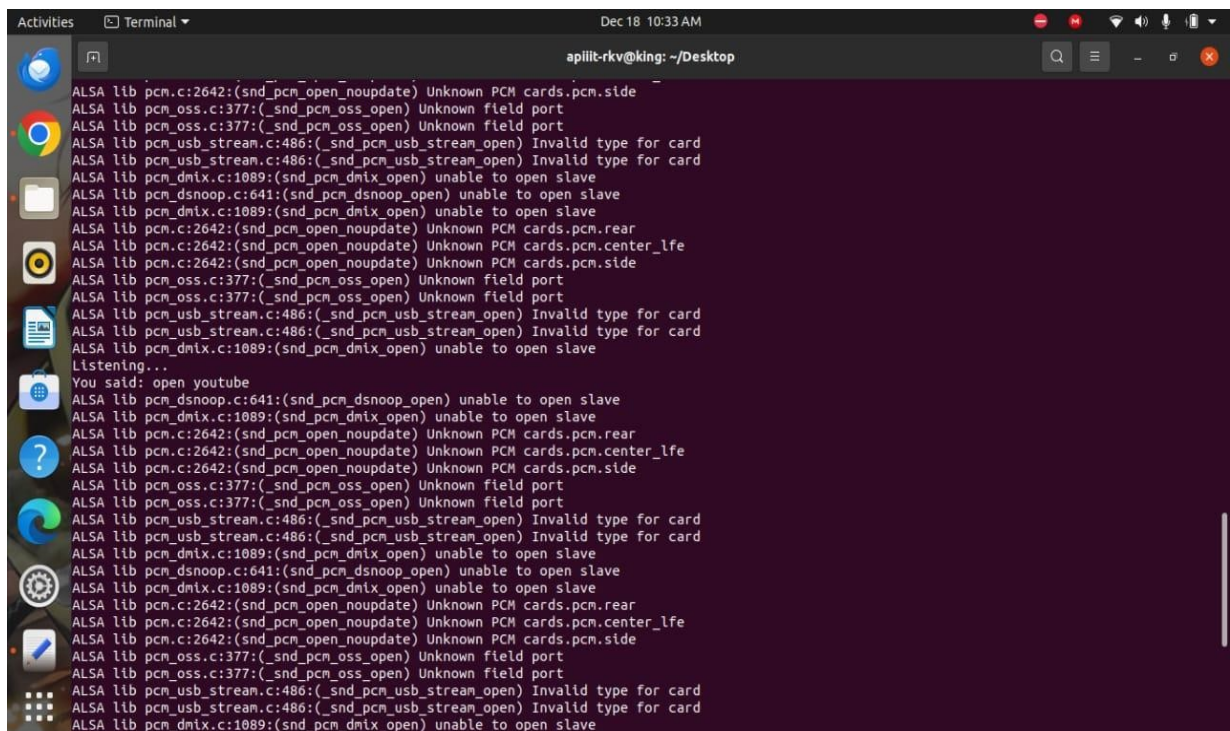 Activities Terminal Dec 18 10:33 AM
apiiit-rkv@king: ~/Desktop
ALSA lib pcm.c:2642:(snd_pcm_open_noupdate) Unknown PCM cards.pcm.side
ALSA lib pcm_oss.c:377:(_snd_pcm_oss_open) Unknown field port
ALSA lib pcm_oss.c:377:(_snd_pcm_oss_open) Unknown field port
ALSA lib pcm_usb_stream.c:486:(_snd_pcm_usb_stream_open) Invalid type for card
ALSA lib pcm_usb_stream.c:486:(_snd_pcm_usb_stream_open) Invalid type for card
ALSA lib pcm_dmix.c:1089:(snd_pcm_dmix_open) unable to open slave
ALSA lib pcm_dsnoop.c:641:(snd_pcm_dsnoop_open) unable to open slave
ALSA lib pcm_dmix.c:1089:(snd_pcm_dmix_open) unable to open slave
ALSA lib pcm.c:2642:(snd_pcm_open_noupdate) Unknown PCM cards.pcm.rear
ALSA lib pcm.c:2642:(snd_pcm_open_noupdate) Unknown PCM cards.pcm.center_lfe
ALSA lib pcm.c:2642:(snd_pcm_open_noupdate) Unknown PCM cards.pcm.side
ALSA lib pcm_oss.c:377:(_snd_pcm_oss_open) Unknown field port
ALSA lib pcm_oss.c:377:(_snd_pcm_oss_open) Unknown field port
ALSA lib pcm_usb_stream.c:486:(_snd_pcm_usb_stream_open) Invalid type for card
ALSA lib pcm_usb_stream.c:486:(_snd_pcm_usb_stream_open) Invalid type for card
ALSA lib pcm_dmix.c:1089:(snd_pcm_dmix_open) unable to open slave
Listening...
You said: open youtube
ALSA lib pcm_dsnoop.c:641:(snd_pcm_dsnoop_open) unable to open slave
ALSA lib pcm_dmix.c:1089:(snd_pcm_dmix_open) unable to open slave
ALSA lib pcm.c:2642:(snd_pcm_open_noupdate) Unknown PCM cards.pcm.rear
ALSA lib pcm.c:2642:(snd_pcm_open_noupdate) Unknown PCM cards.pcm.center_lfe
ALSA lib pcm.c:2642:(snd_pcm_open_noupdate) Unknown PCM cards.pcm.side
ALSA lib pcm_oss.c:377:(_snd_pcm_oss_open) Unknown field port
ALSA lib pcm_oss.c:377:(_snd_pcm_oss_open) Unknown field port
ALSA lib pcm_usb_stream.c:486:(_snd_pcm_usb_stream_open) Invalid type for card
ALSA lib pcm_usb_stream.c:486:(_snd_pcm_usb_stream_open) Invalid type for card
ALSA lib pcm_dmix.c:1089:(snd_pcm_dmix_open) unable to open slave
ALSA lib pcm_dsnoop.c:641:(snd_pcm_dsnoop_open) unable to open slave
ALSA lib pcm_dmix.c:1089:(snd_pcm_dmix_open) unable to open slave
ALSA lib pcm.c:2642:(snd_pcm_open_noupdate) Unknown PCM cards.pcm.rear
ALSA lib pcm.c:2642:(snd_pcm_open_noupdate) Unknown PCM cards.pcm.center_lfe
ALSA lib pcm.c:2642:(snd_pcm_open_noupdate) Unknown PCM cards.pcm.side
ALSA lib pcm_oss.c:377:(_snd_pcm_oss_open) Unknown field port
ALSA lib pcm_oss.c:377:(_snd_pcm_oss_open) Unknown field port
ALSA lib pcm_usb_stream.c:486:(_snd_pcm_usb_stream_open) Invalid type for card
ALSA lib pcm_usb_stream.c:486:(_snd_pcm_usb_stream_open) Invalid type for card
ALSA lib pcm_dmix.c:1089:(snd_pcm_dmix_open) unable to open slave